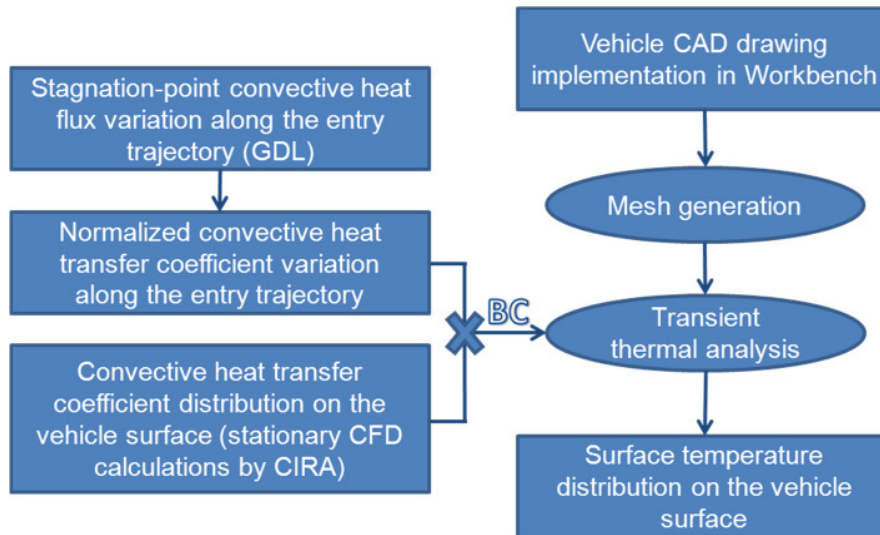 Stagnation-point convective heat
flux variation along the entry
trajectory (GDL)
Normalized convective heat
transfer coefficient variation
along the entry trajectory
Convective heat transfer
coefficient distribution on the
vehicle surface (stationary CFD
calculations by CIRA)
BC
Vehicle CAD drawing
implementation in Workbench
Mesh generation
Transient
thermal analysis
Surface temperature
distribution on the vehicle
surface